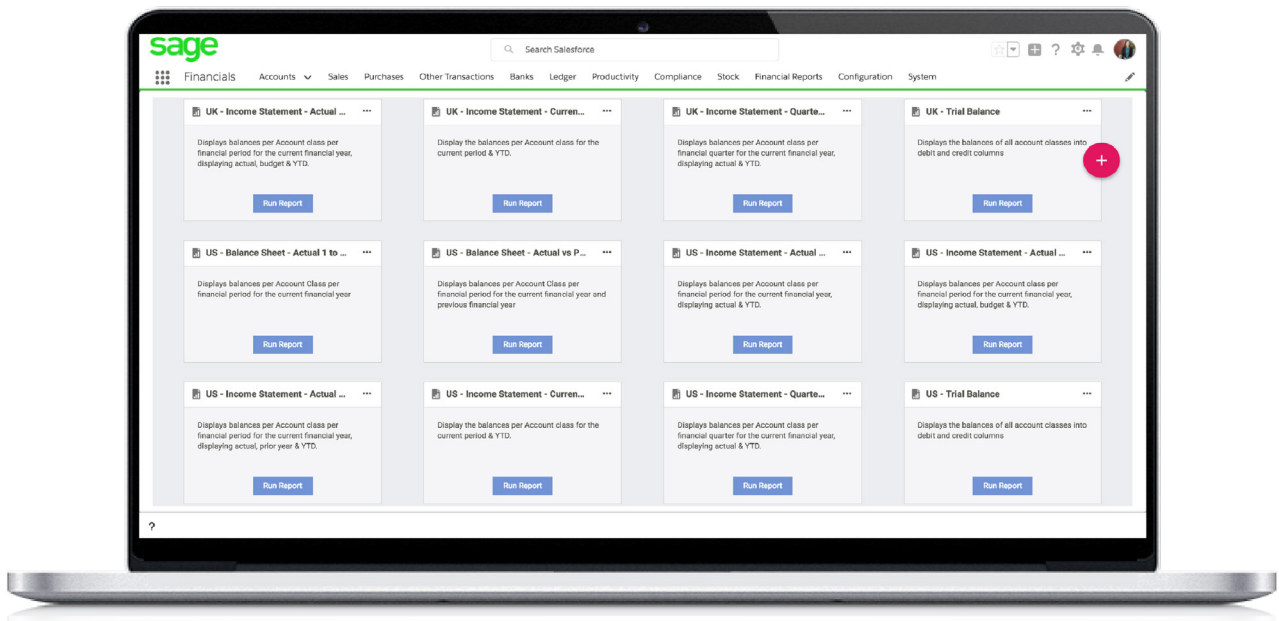 sage
Search Salesforce
?
Financials Accounts Sales Purchases Other Transactions Banks Ledger Productivity Compliance Stock Financial Reports Configuration System
UK - Income Statement - Actual ...
Displays balances per Account class per
financial period for the current financial year,
displaying actual, budget & YTD.
Run Report
UK - Income Statement - Curren...
Display the balances per Account class for the
current period & YTD.
Run Report
UK - Income Statement - Quarte...
Displays balances per Account class per
financial quarter for the current financial year,
displaying actual & YTD.
Run Report
UK - Trial Balance
Displays the balances of all account classes into
debit and credit columns
Run Report
US - Balance Sheet - Actual 1 to ...
Displays balances per Account Class per
financial period for the current financial year
Run Report
US - Balance Sheet - Actual vs P...
Displays balances per Account Class per
financial period for the current financial year and
previous financial year
Run Report
US - Income Statement - Actual ...
Displays balances per Account class per
financial period for the current financial year,
displaying actual & YTD.
Run Report
US - Income Statement - Actual ...
Displays balances per Account class per
financial period for the current financial year,
displaying actual, budget & YTD.
Run Report
US - Income Statement - Actual ...
Displays balances per Account class per
financial period for the current financial year,
displaying actual, prior year & YTD.
Run Report
US - Income Statement - Curren...
Display the balances per Account class for the
current period & YTD.
Run Report
US - Income Statement - Quarte...
Displays balances per Account class per
financial quarter for the current financial year,
displaying actual & YTD.
Run Report
US - Trial Balance
Displays the balances of all account classes into
debit and credit columns
Run Report
?